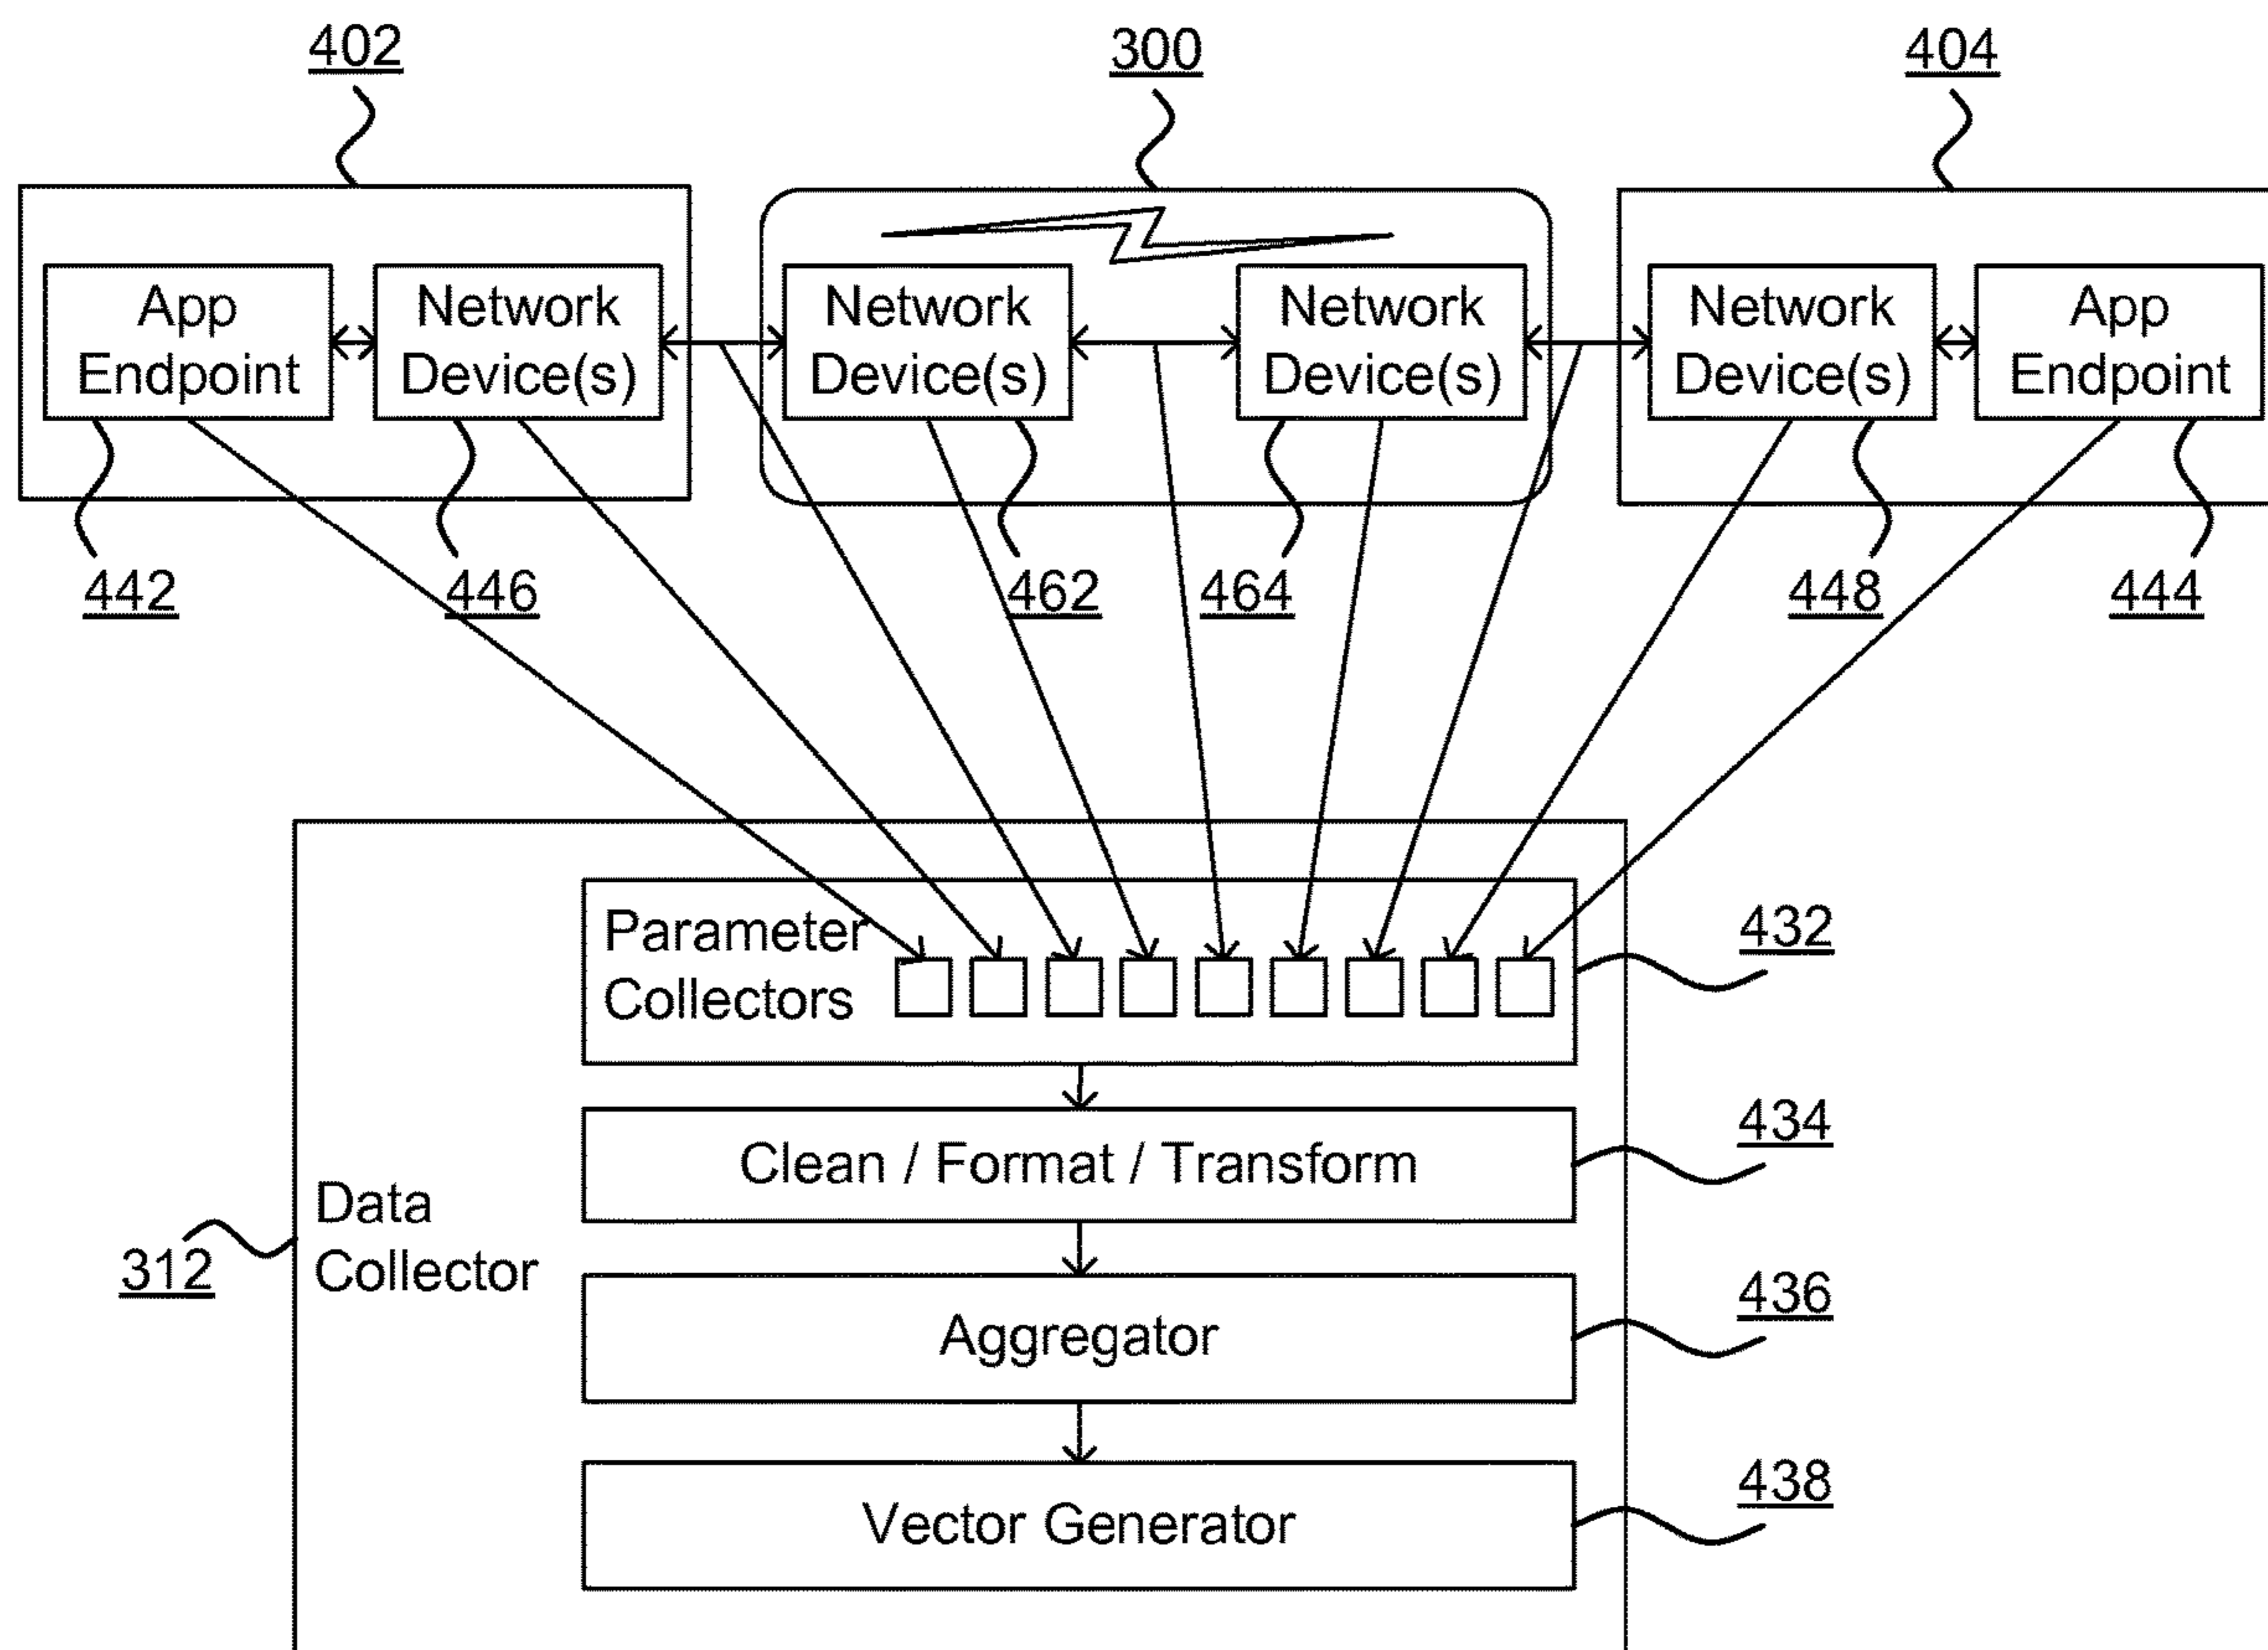 402
300
404
App
Endpoint
Network
Device(s)
Network
Device(s)
Network
Device(s)
Network
Device(s)
App
Endpoint
442
446
462
464
448
444
Parameter
Collectors
432
Clean / Format / Transform
434
Data
Collector
312
Aggregator
436
Vector Generator
438